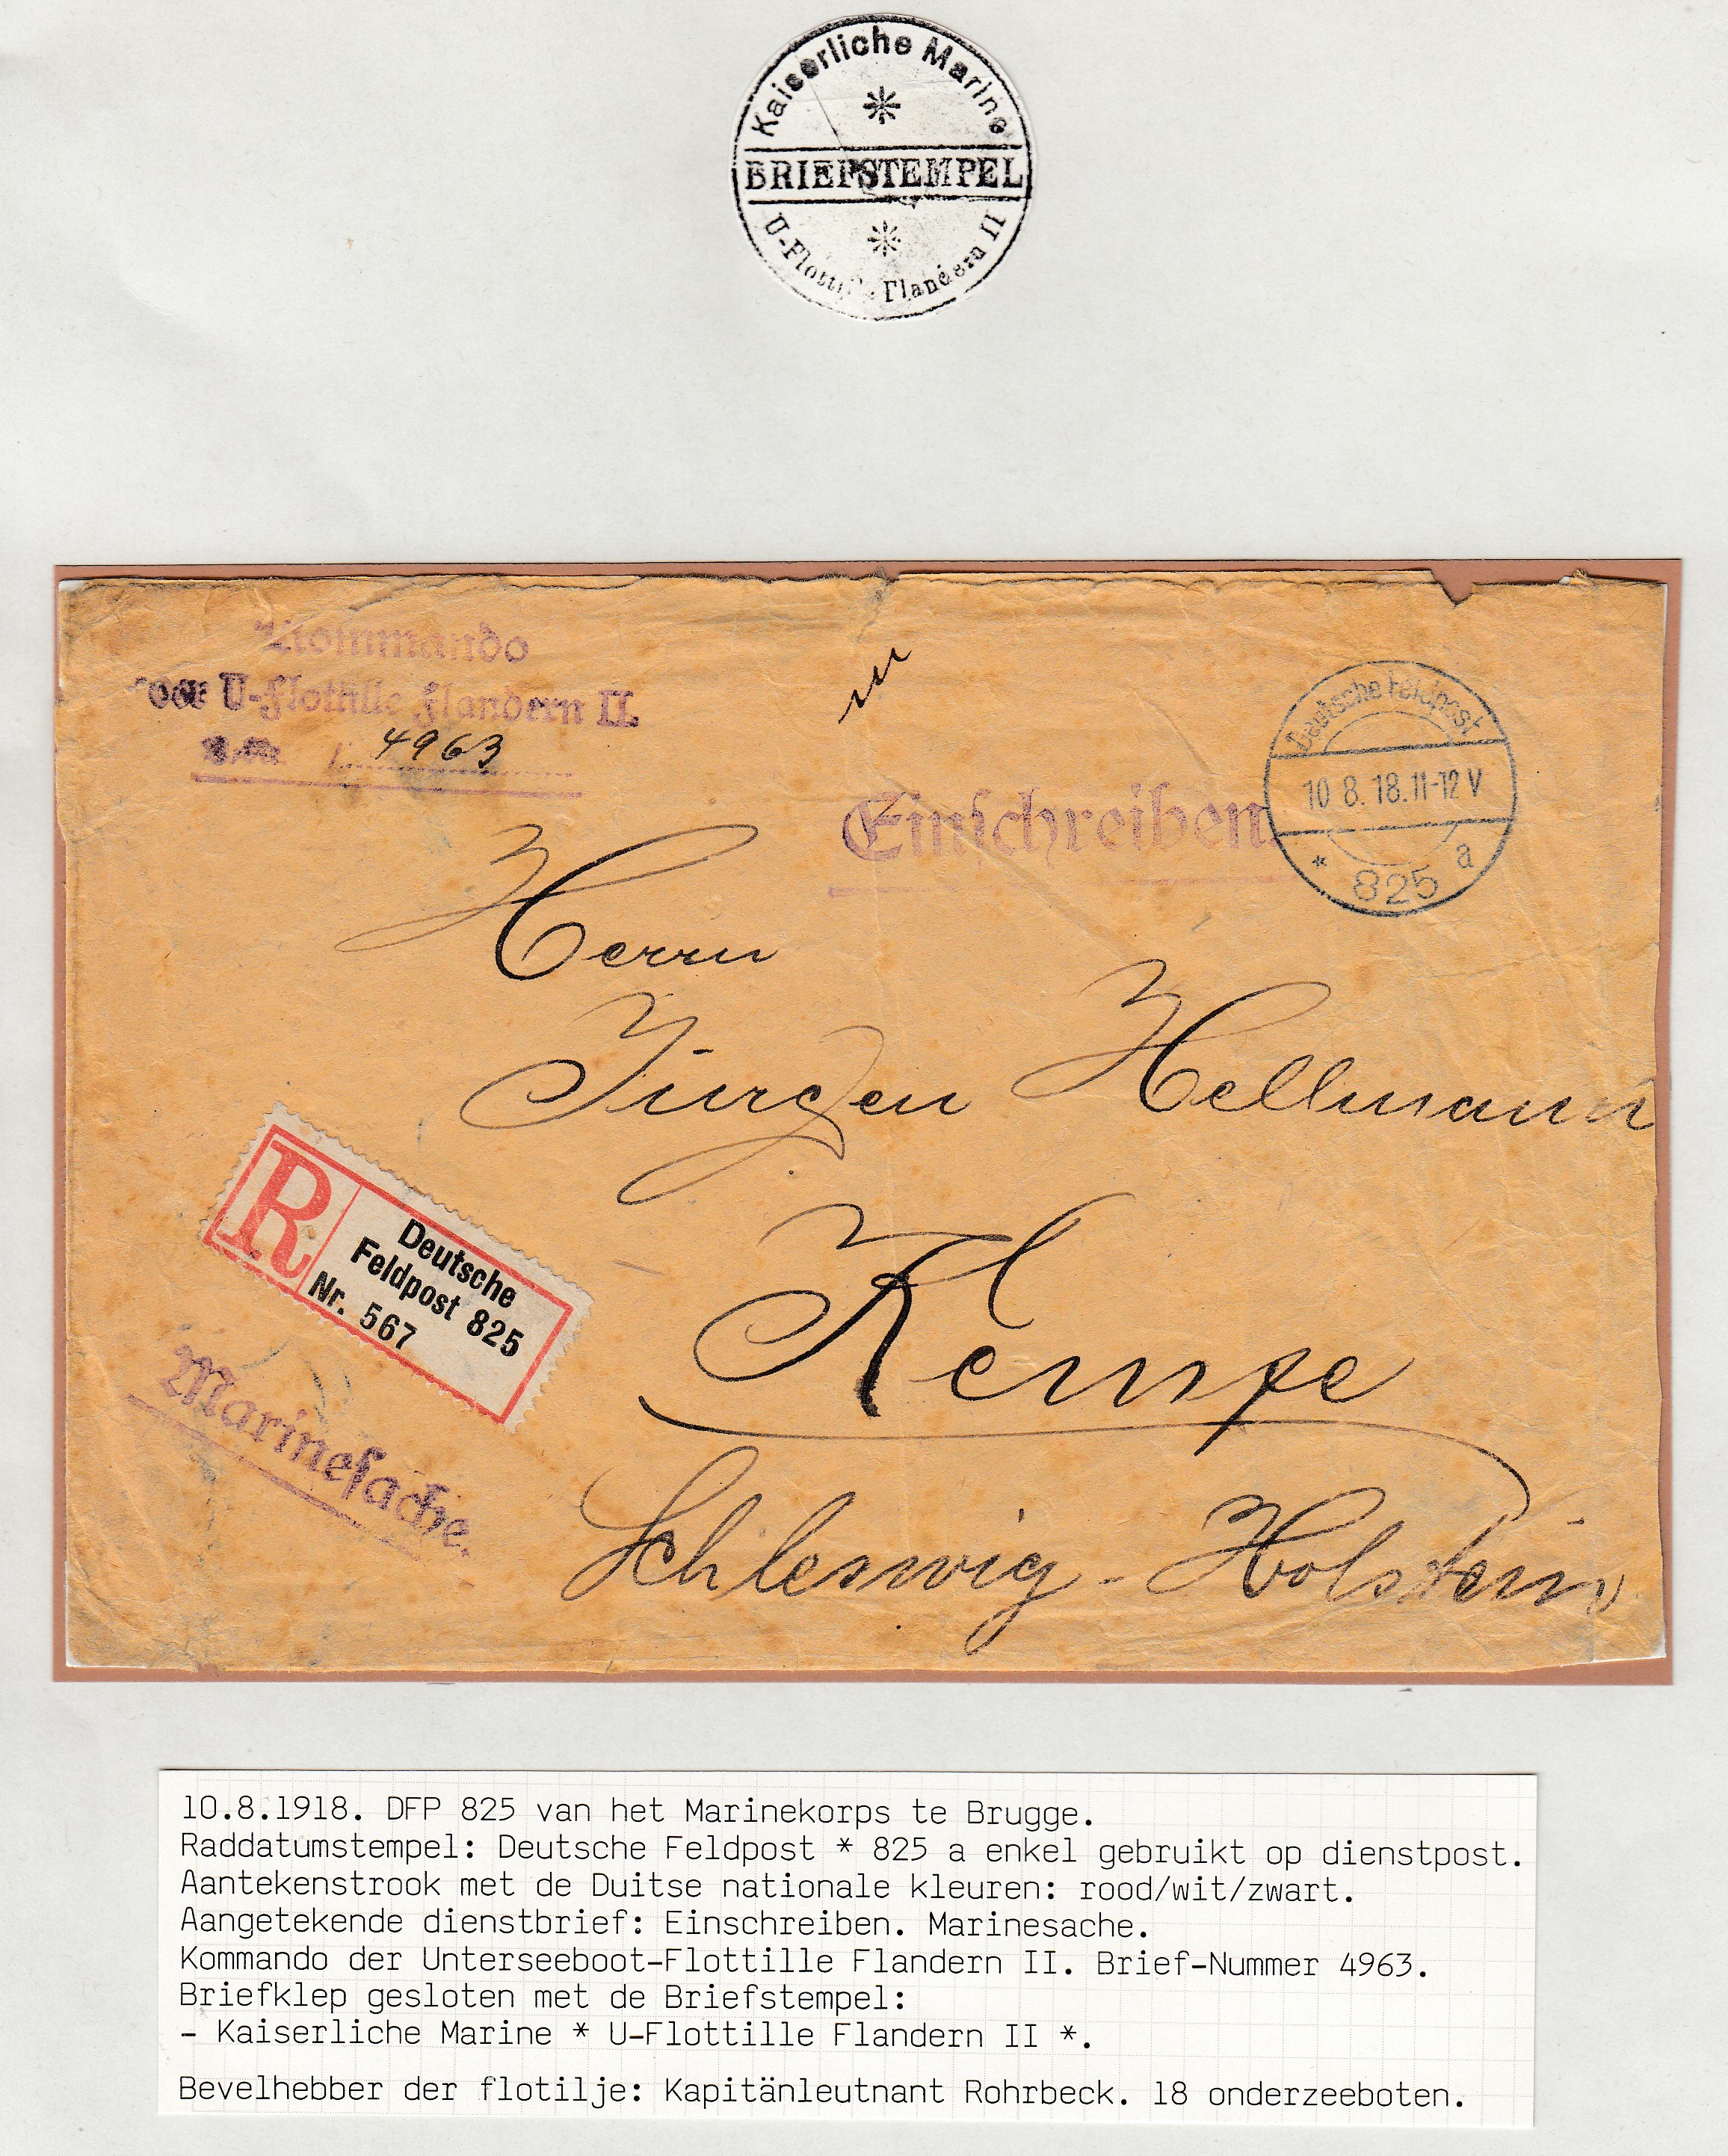 Kaiserliche Marine
BRIEFSTEMPEL
U-Flottille Flandern II
Kommando
der U-Flottille Flandern II.
4963
Einschreiben.
Deutsche Feldpost
10 8. 18. 11-12 V
* 825 a
Herrn
Jürgen Hellmann
Rempe
Schleswig-Holstein
R
Deutsche
Feldpost 825
Nr. 567
Marinesache.
10.8.1918. DFP 825 van het Marinekorps te Brugge.
Raddatumstempel: Deutsche Feldpost * 825 a enkel gebruikt op dienstpost.
Aantekenstrook met de Duitse nationale kleuren: rood/wit/zwart.
Aangetekende dienstbrief: Einschreiben. Marinesache.
Kommando der Unterseeboot-Flottille Flandern II. Brief-Nummer 4963.
Briefklep gesloten met de Briefstempel:
- Kaiserliche Marine * U-Flottille Flandern II *.
Bevelhebber der flotilje: Kapitänleutnant Rohrbeck. 18 onderzeeboten.